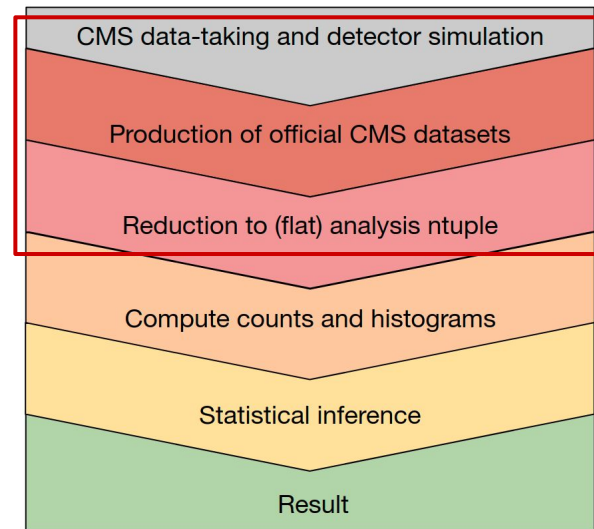 CMS data-taking and detector simulation
Production of official CMS datasets
Reduction to (flat) analysis ntuple
Compute counts and histograms
Statistical inference
Result